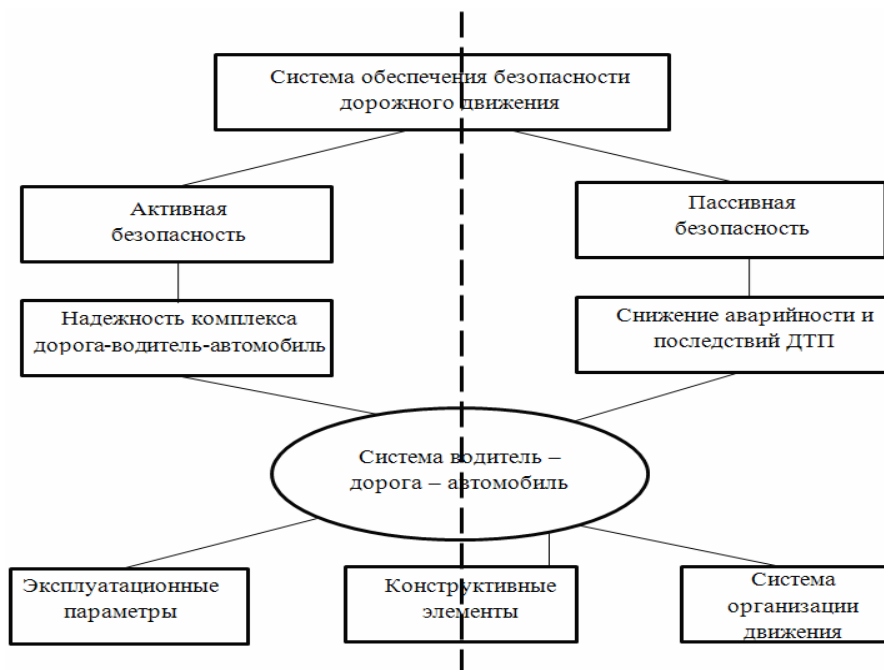 Система обеспечения безопасности
дорожного движения
Активная
безопасность
Пассивная
безопасность
Надежность комплекса
дорога-водитель-автомобиль
Снижение аварийности и
последствий ДТП
Система водитель –
дорога – автомобиль
Эксплуатационные
параметры
Конструктивные
элементы
Система
организации
движения